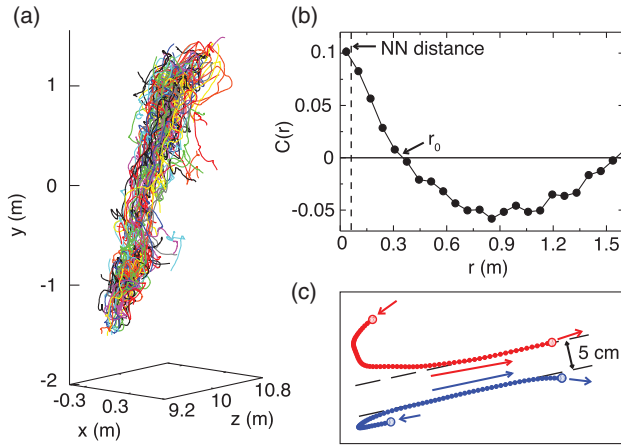 (a)
1
0
-1
-2
y (m)
-0.3
0.3
x (m)
9.2
10
10.8
z (m)
(b)
0.1
0.05
0
-0.05
C(r)
NN distance
r₀
0
0.3
0.6
0.9
1.2
1.5
r (m)
(c)
5 cm